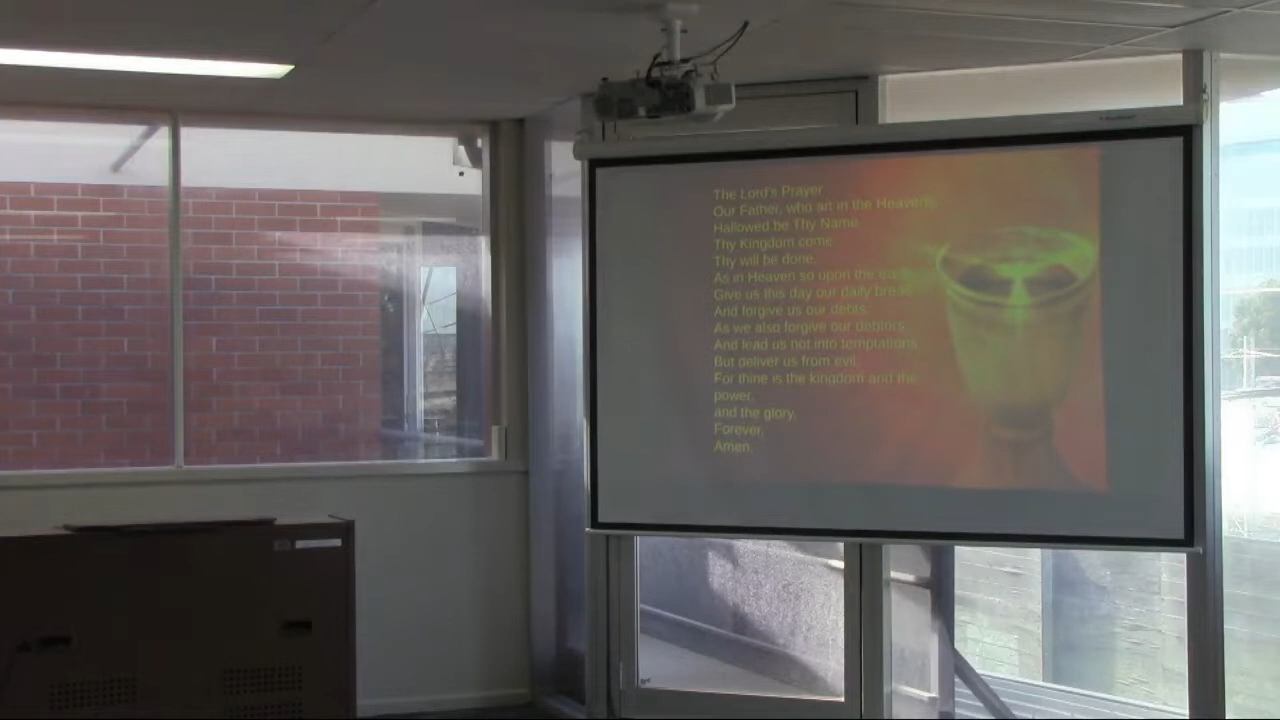 The Lord's Prayer
Our Father, who art in the Heavens,
Hallowed be Thy Name.
Thy Kingdom come.
Thy will be done.
As in Heaven so upon the earth
Give us this day our daily bread.
And forgive us our debts.
As we also forgive our debtors.
And lead us not into temptations
But deliver us from evil.
For thine is the kingdom and the
power,
and the glory,
Forever,
Amen.